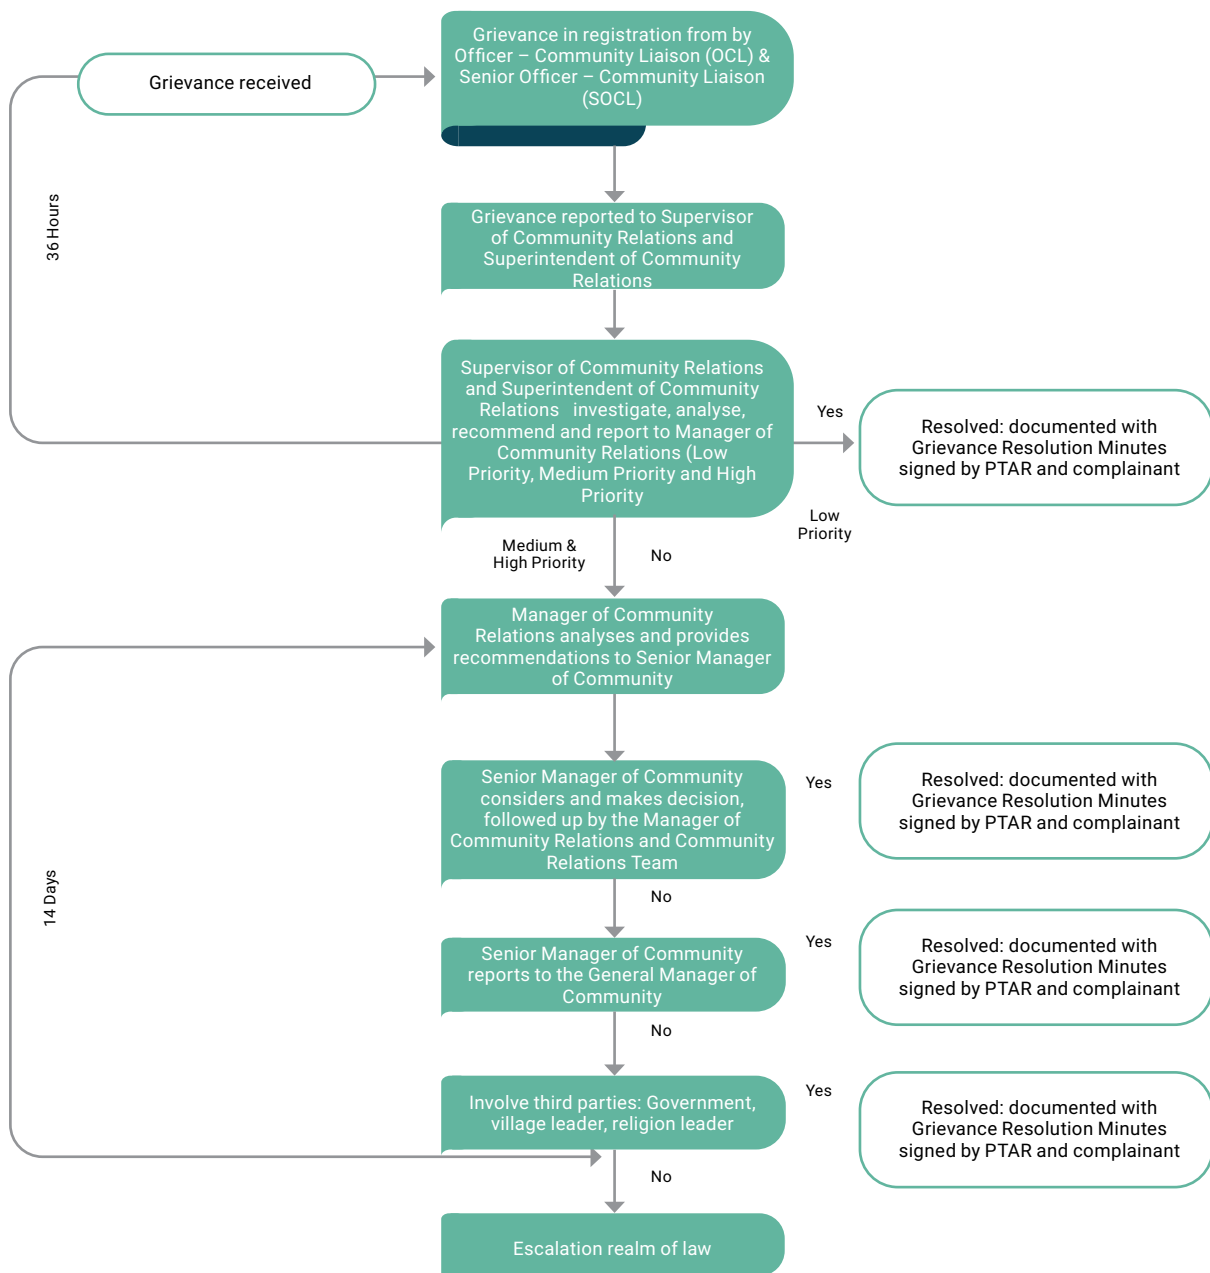 Grievance in registration from by
Officer – Community Liaison (OCL) &
Senior Officer – Community Liaison
(SOCL)
Grievance received
36 Hours
Grievance reported to Supervisor
of Community Relations and
Superintendent of Community
Relations
Supervisor of Community Relations
and Superintendent of Community
Relations investigate, analyse,
recommend and report to Manager of
Community Relations (Low
Priority, Medium Priority and High
Priority
Yes
Resolved: documented with
Grievance Resolution Minutes
signed by PTAR and complainant
Low
Priority
Medium &
High Priority
No
Manager of Community
Relations analyses and provides
recommendations to Senior Manager
of Community
Senior Manager of Community
considers and makes decision,
followed up by the Manager of
Community Relations and Community
Relations Team
Yes
Resolved: documented with
Grievance Resolution Minutes
signed by PTAR and complainant
14 Days
No
Senior Manager of Community
reports to the General Manager of
Community
Yes
Resolved: documented with
Grievance Resolution Minutes
signed by PTAR and complainant
No
Involve third parties: Government,
village leader, religion leader
Yes
Resolved: documented with
Grievance Resolution Minutes
signed by PTAR and complainant
No
Escalation realm of law